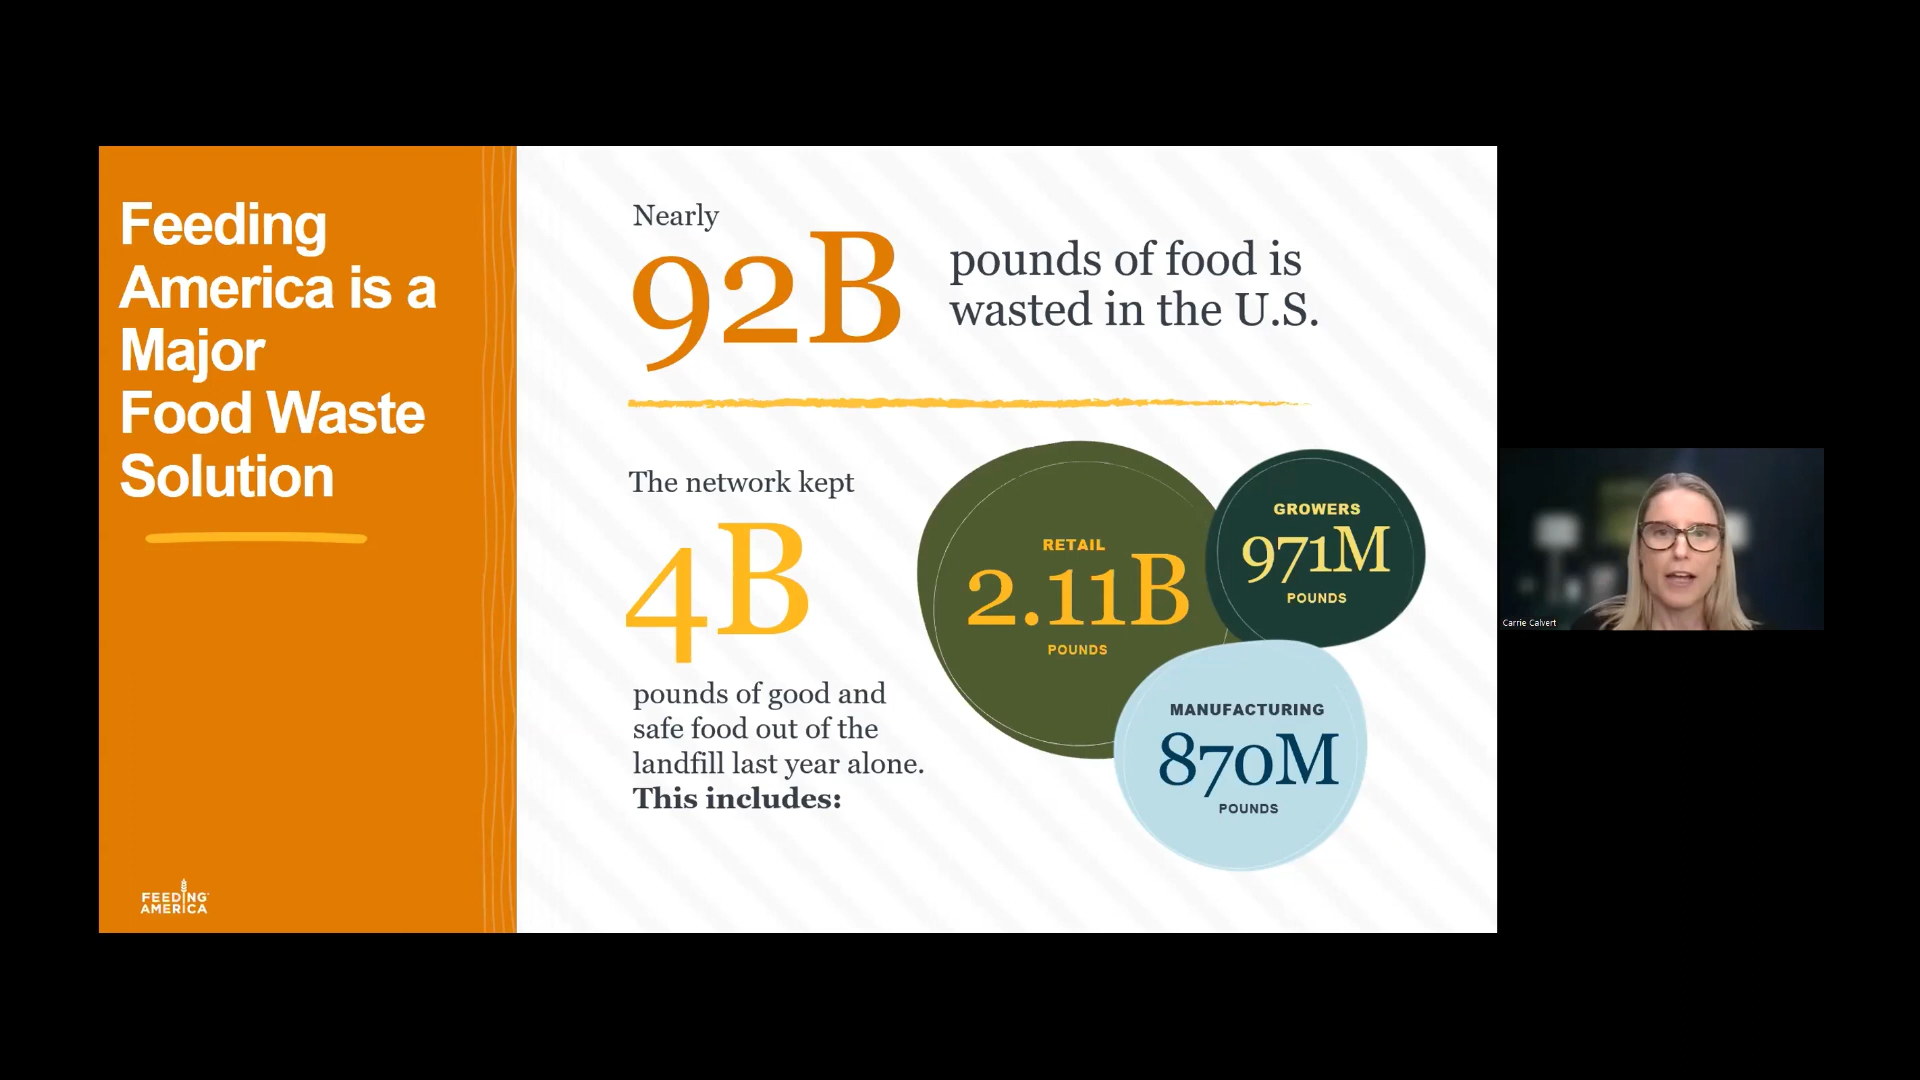 Feeding
America is a
Major
Food Waste
Solution
FEEDING
AMERICA
Nearly
92B
pounds of food is
wasted in the U.S.
The network kept
4B
pounds of good and
safe food out of the
landfill last year alone.
This includes:
RETAIL
2.11B
POUNDS
GROWERS
971M
POUNDS
MANUFACTURING
870M
POUNDS
Carrie Calvert